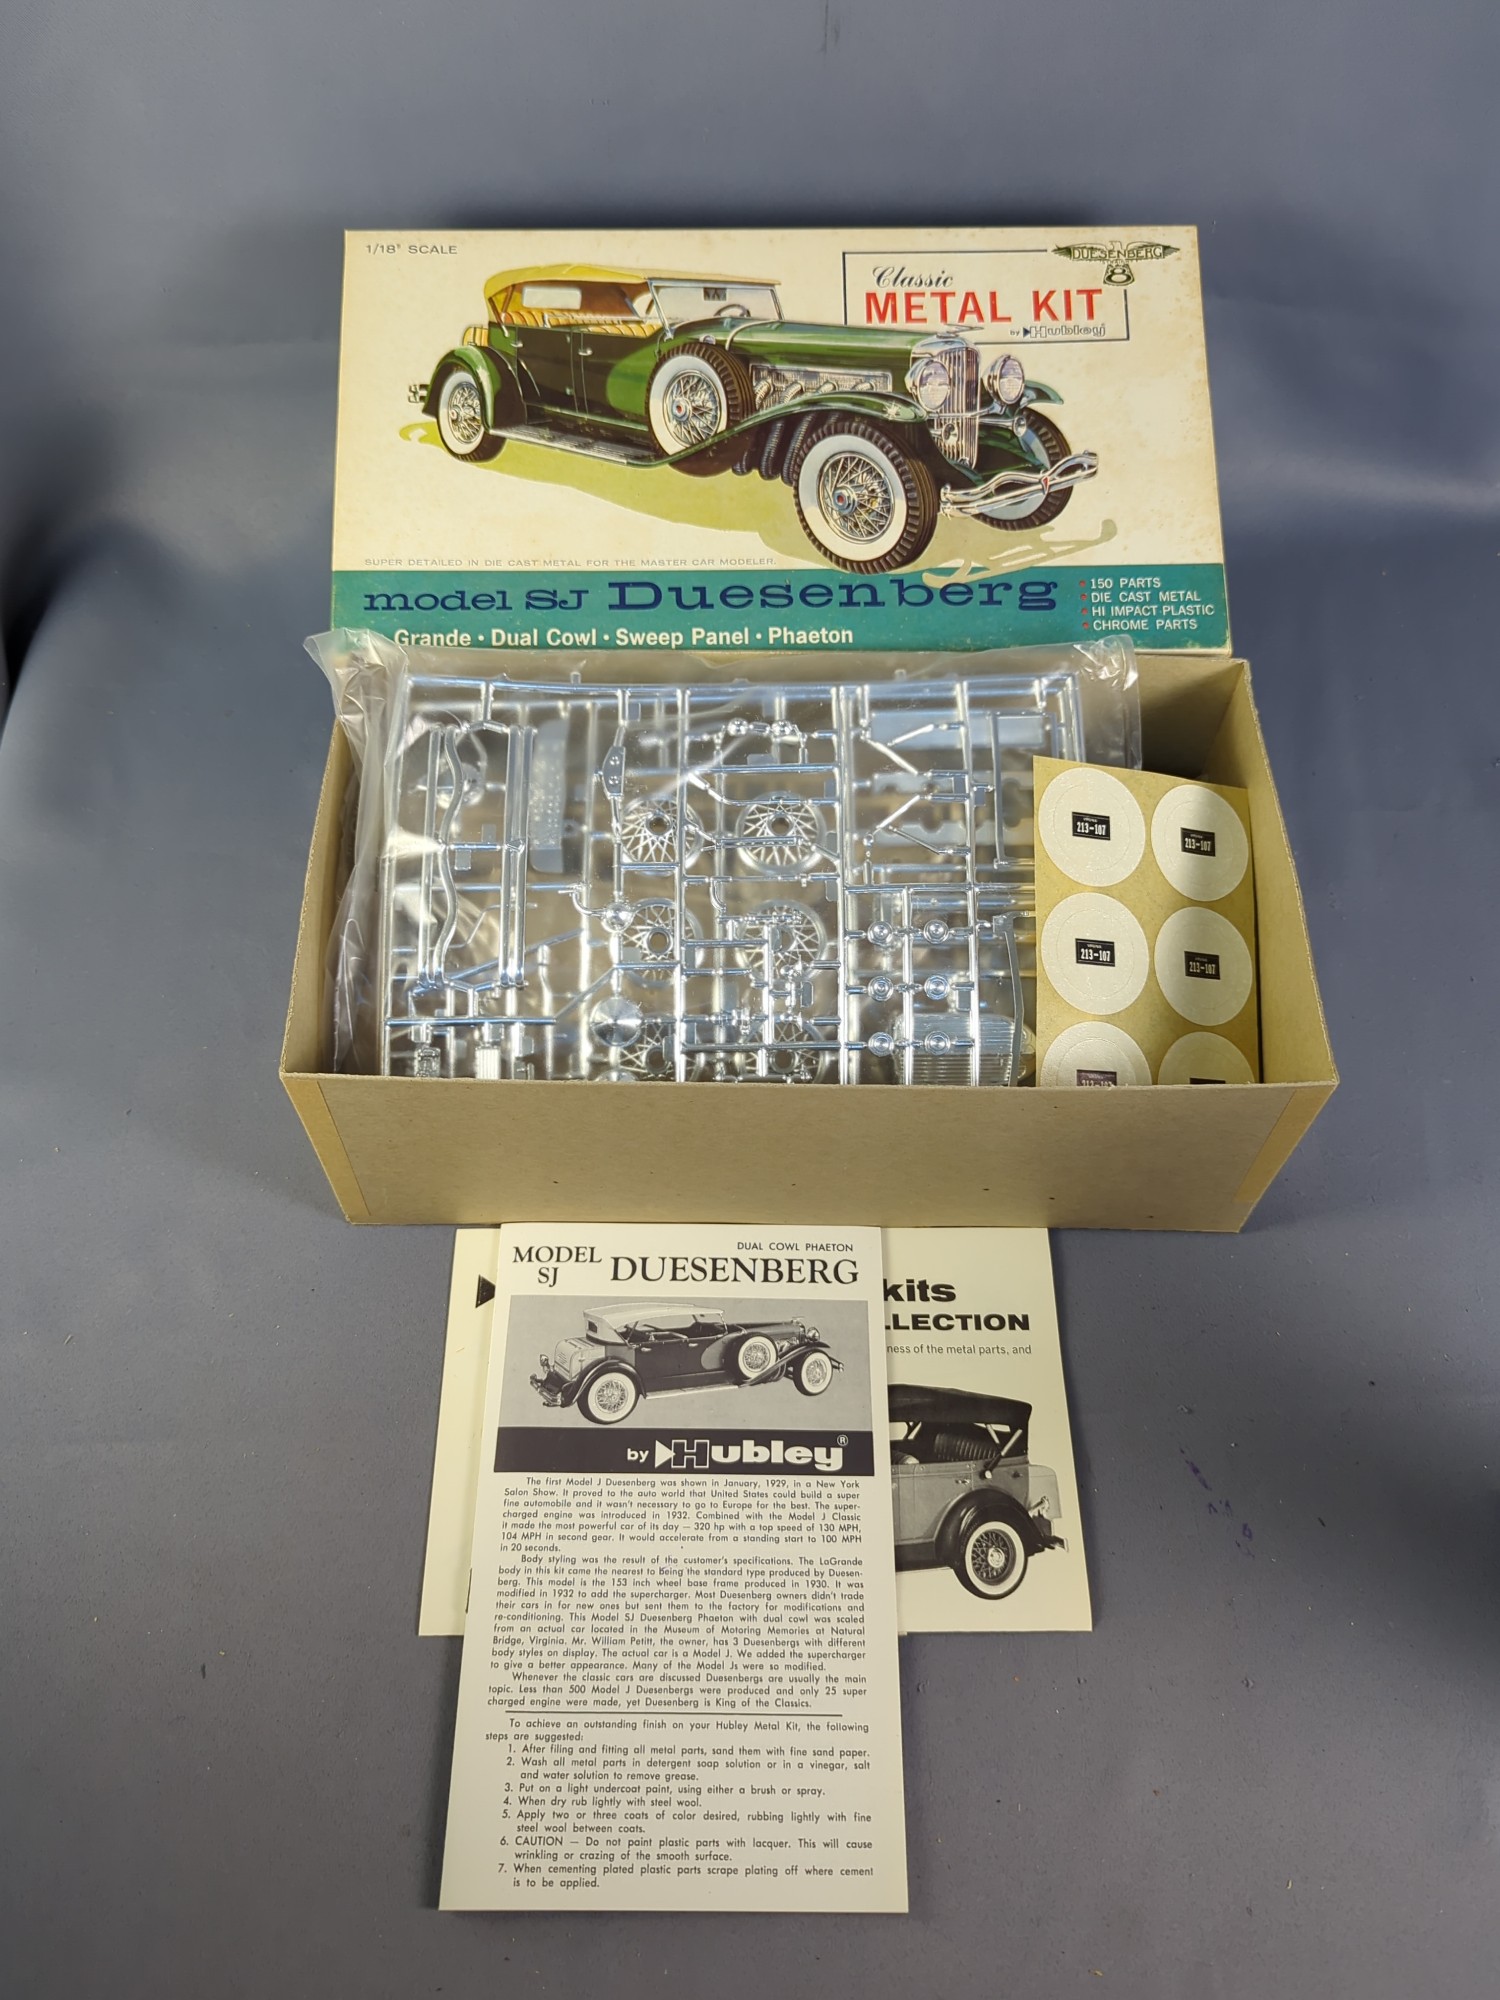 1/18" SCALE
DUESENBERG
8
Classic
METAL KIT
by Hubley
SUPER DETAILED IN DIE CAST METAL FOR THE MASTER CAR MODELER.
model SJ Duesenberg
Grande · Dual Cowl · Sweep Panel · Phaeton
• 150 PARTS
• DIE CAST METAL
• HI IMPACT PLASTIC
• CHROME PARTS
213-107
213-107
213-107
213-107
213-107
DUAL COWL PHAETON
MODEL SJ DUESENBERG
by Hubley ®
The first Model J Duesenberg was shown in January, 1929, in a New York
Salon Show. It proved to the auto world that United States could build a super
fine automobile and it wasn't necessary to go to Europe for the best. The super-
charged engine was introduced in 1932. Combined with the Model J Classic
it made the most powerful car of its day — 320 hp with a top speed of 130 MPH,
104 MPH in second gear. It would accelerate from a standing start to 100 MPH
in 20 seconds.
Body styling was the result of the customer's specifications. The LaGrande
body in this kit came the nearest to being the standard type produced by Duesen-
berg. This model is the 153 inch wheel base frame produced in 1930. It was
modified in 1932 to add the supercharger. Most Duesenberg owners didn't trade
their cars in for new ones but sent them to the factory for modifications and
re-conditioning. This Model SJ Duesenberg Phaeton with dual cowl was scaled
from an actual car located in the Museum of Motoring Memories at Natural
Bridge, Virginia. Mr. William Petitt, the owner, has 3 Duesenbergs with different
body styles on display. The actual car is a Model J. We added the supercharger
to give a better appearance. Many of the Model Js were so modified.
Whenever the classic cars are discussed Duesenbergs are usually the main
topic. Less than 500 Model J Duesenbergs were produced and only 25 super
charged engine were made, yet Duesenberg is King of the Classics.
To achieve an outstanding finish on your Hubley Metal Kit, the following
steps are suggested:
1. After filing and fitting all metal parts, sand them with fine sand paper.
2. Wash all metal parts in detergent soap solution or in a vinegar, salt
and water solution to remove grease.
3. Put on a light undercoat paint, using either a brush or spray.
4. When dry rub lightly with steel wool.
5. Apply two or three coats of color desired, rubbing lightly with fine
steel wool between coats.
6. CAUTION — Do not paint plastic parts with lacquer. This will cause
wrinkling or crazing of the smooth surface.
7. When cementing plated plastic parts scrape plating off where cement
is to be applied.
kits
LLECTION
ness of the metal parts, and